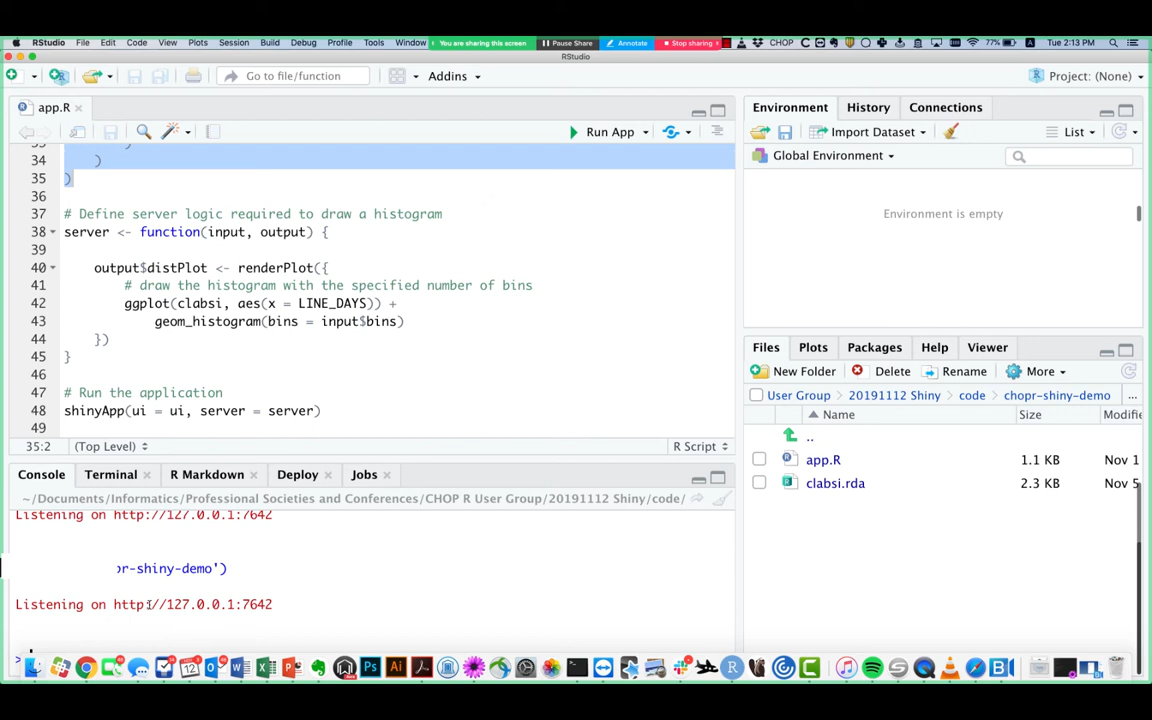 RStudio File Edit Code View Plots Session Build Debug Profile Tools Window You are sharing this screen Pause Share Annotate Stop sharing CHOP 77% Tue 2:13 PM
RStudio
Go to file/function Addins Project: (None)
app.R
Run App
34 )
35 )
36
37 # Define server logic required to draw a histogram
38 server <- function(input, output) {
39
40 output$distPlot <- renderPlot({
41 # draw the histogram with the specified number of bins
42 ggplot(clabsi, aes(x = LINE_DAYS)) +
43 geom_histogram(bins = input$bins)
44 })
45 }
46
47 # Run the application
48 shinyApp(ui = ui, server = server)
49
35:2 (Top Level) R Script
Console Terminal R Markdown Deploy Jobs
~/Documents/Informatics/Professional Societies and Conferences/CHOP R User Group/20191112 Shiny/code/
Listening on http://127.0.0.1:7642
pr-shiny-demo')
Listening on http://127.0.0.1:7642
>
Environment History Connections
Import Dataset List
Global Environment
Environment is empty
Files Plots Packages Help Viewer
New Folder Delete Rename More
User Group 20191112 Shiny code chopr-shiny-demo ...
Name Size Modifie
..
app.R 1.1 KB Nov 1
clabsi.rda 2.3 KB Nov 5